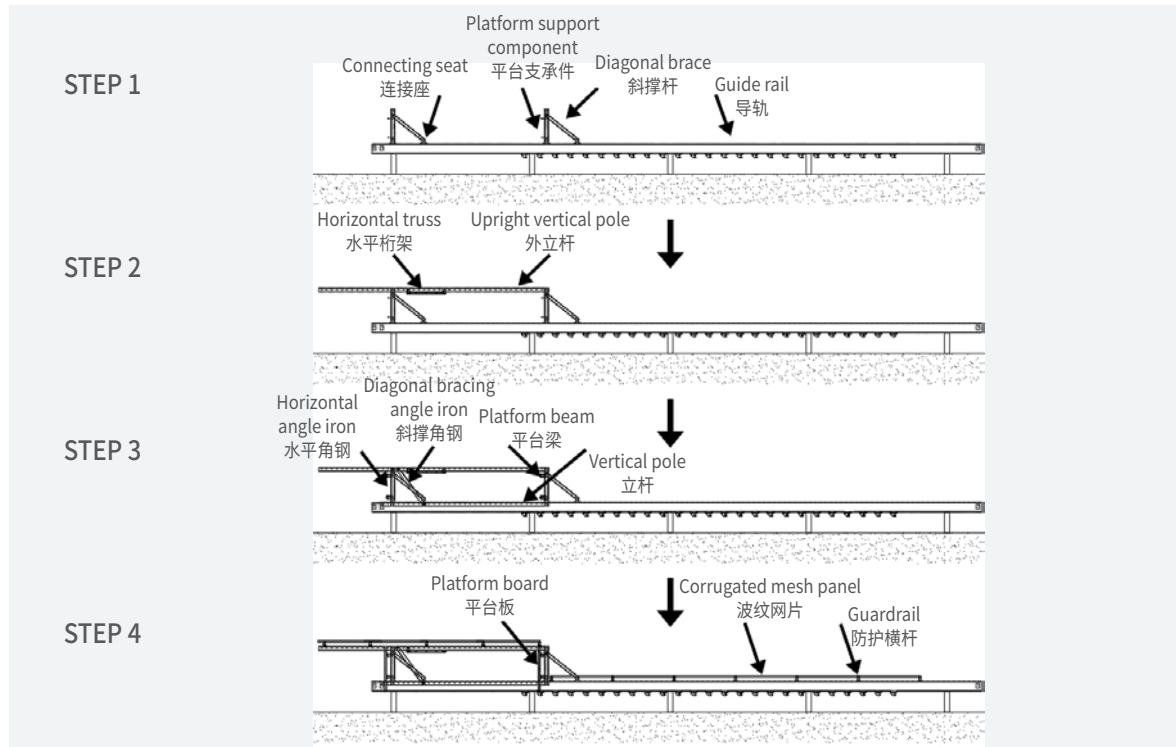 STEP 1
Connecting seat
连接座
Platform support
component
平台支承件
Diagonal brace
斜撑杆
Guide rail
导轨
STEP 2
Horizontal truss
水平桁架
Upright vertical pole
外立杆
STEP 3
Horizontal
angle iron
水平角钢
Diagonal bracing
angle iron
斜撑角钢
Platform beam
平台梁
Vertical pole
立杆
STEP 4
Platform board
平台板
Corrugated mesh panel
波纹网片
Guardrail
防护横杆